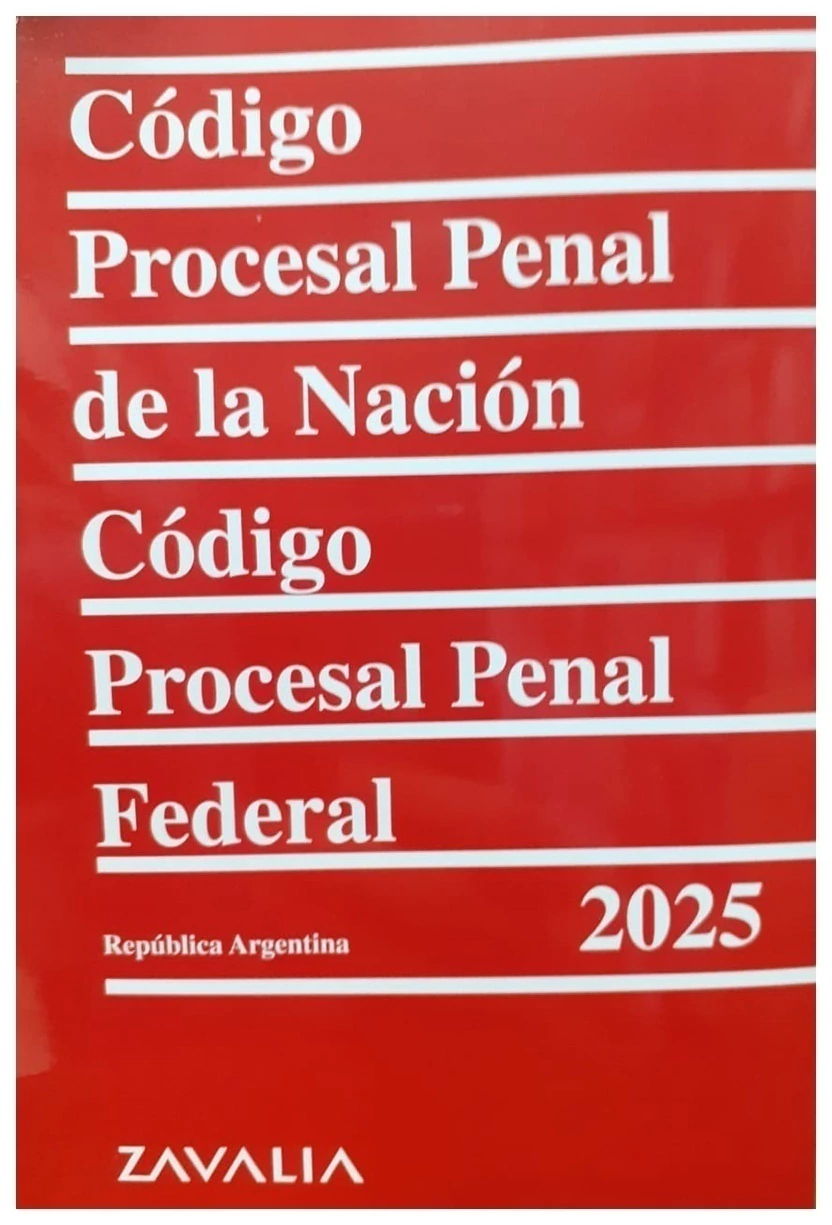 Código
Procesal Penal
de la Nación
Código
Procesal Penal
Federal
2025
República Argentina
ZAVALIA